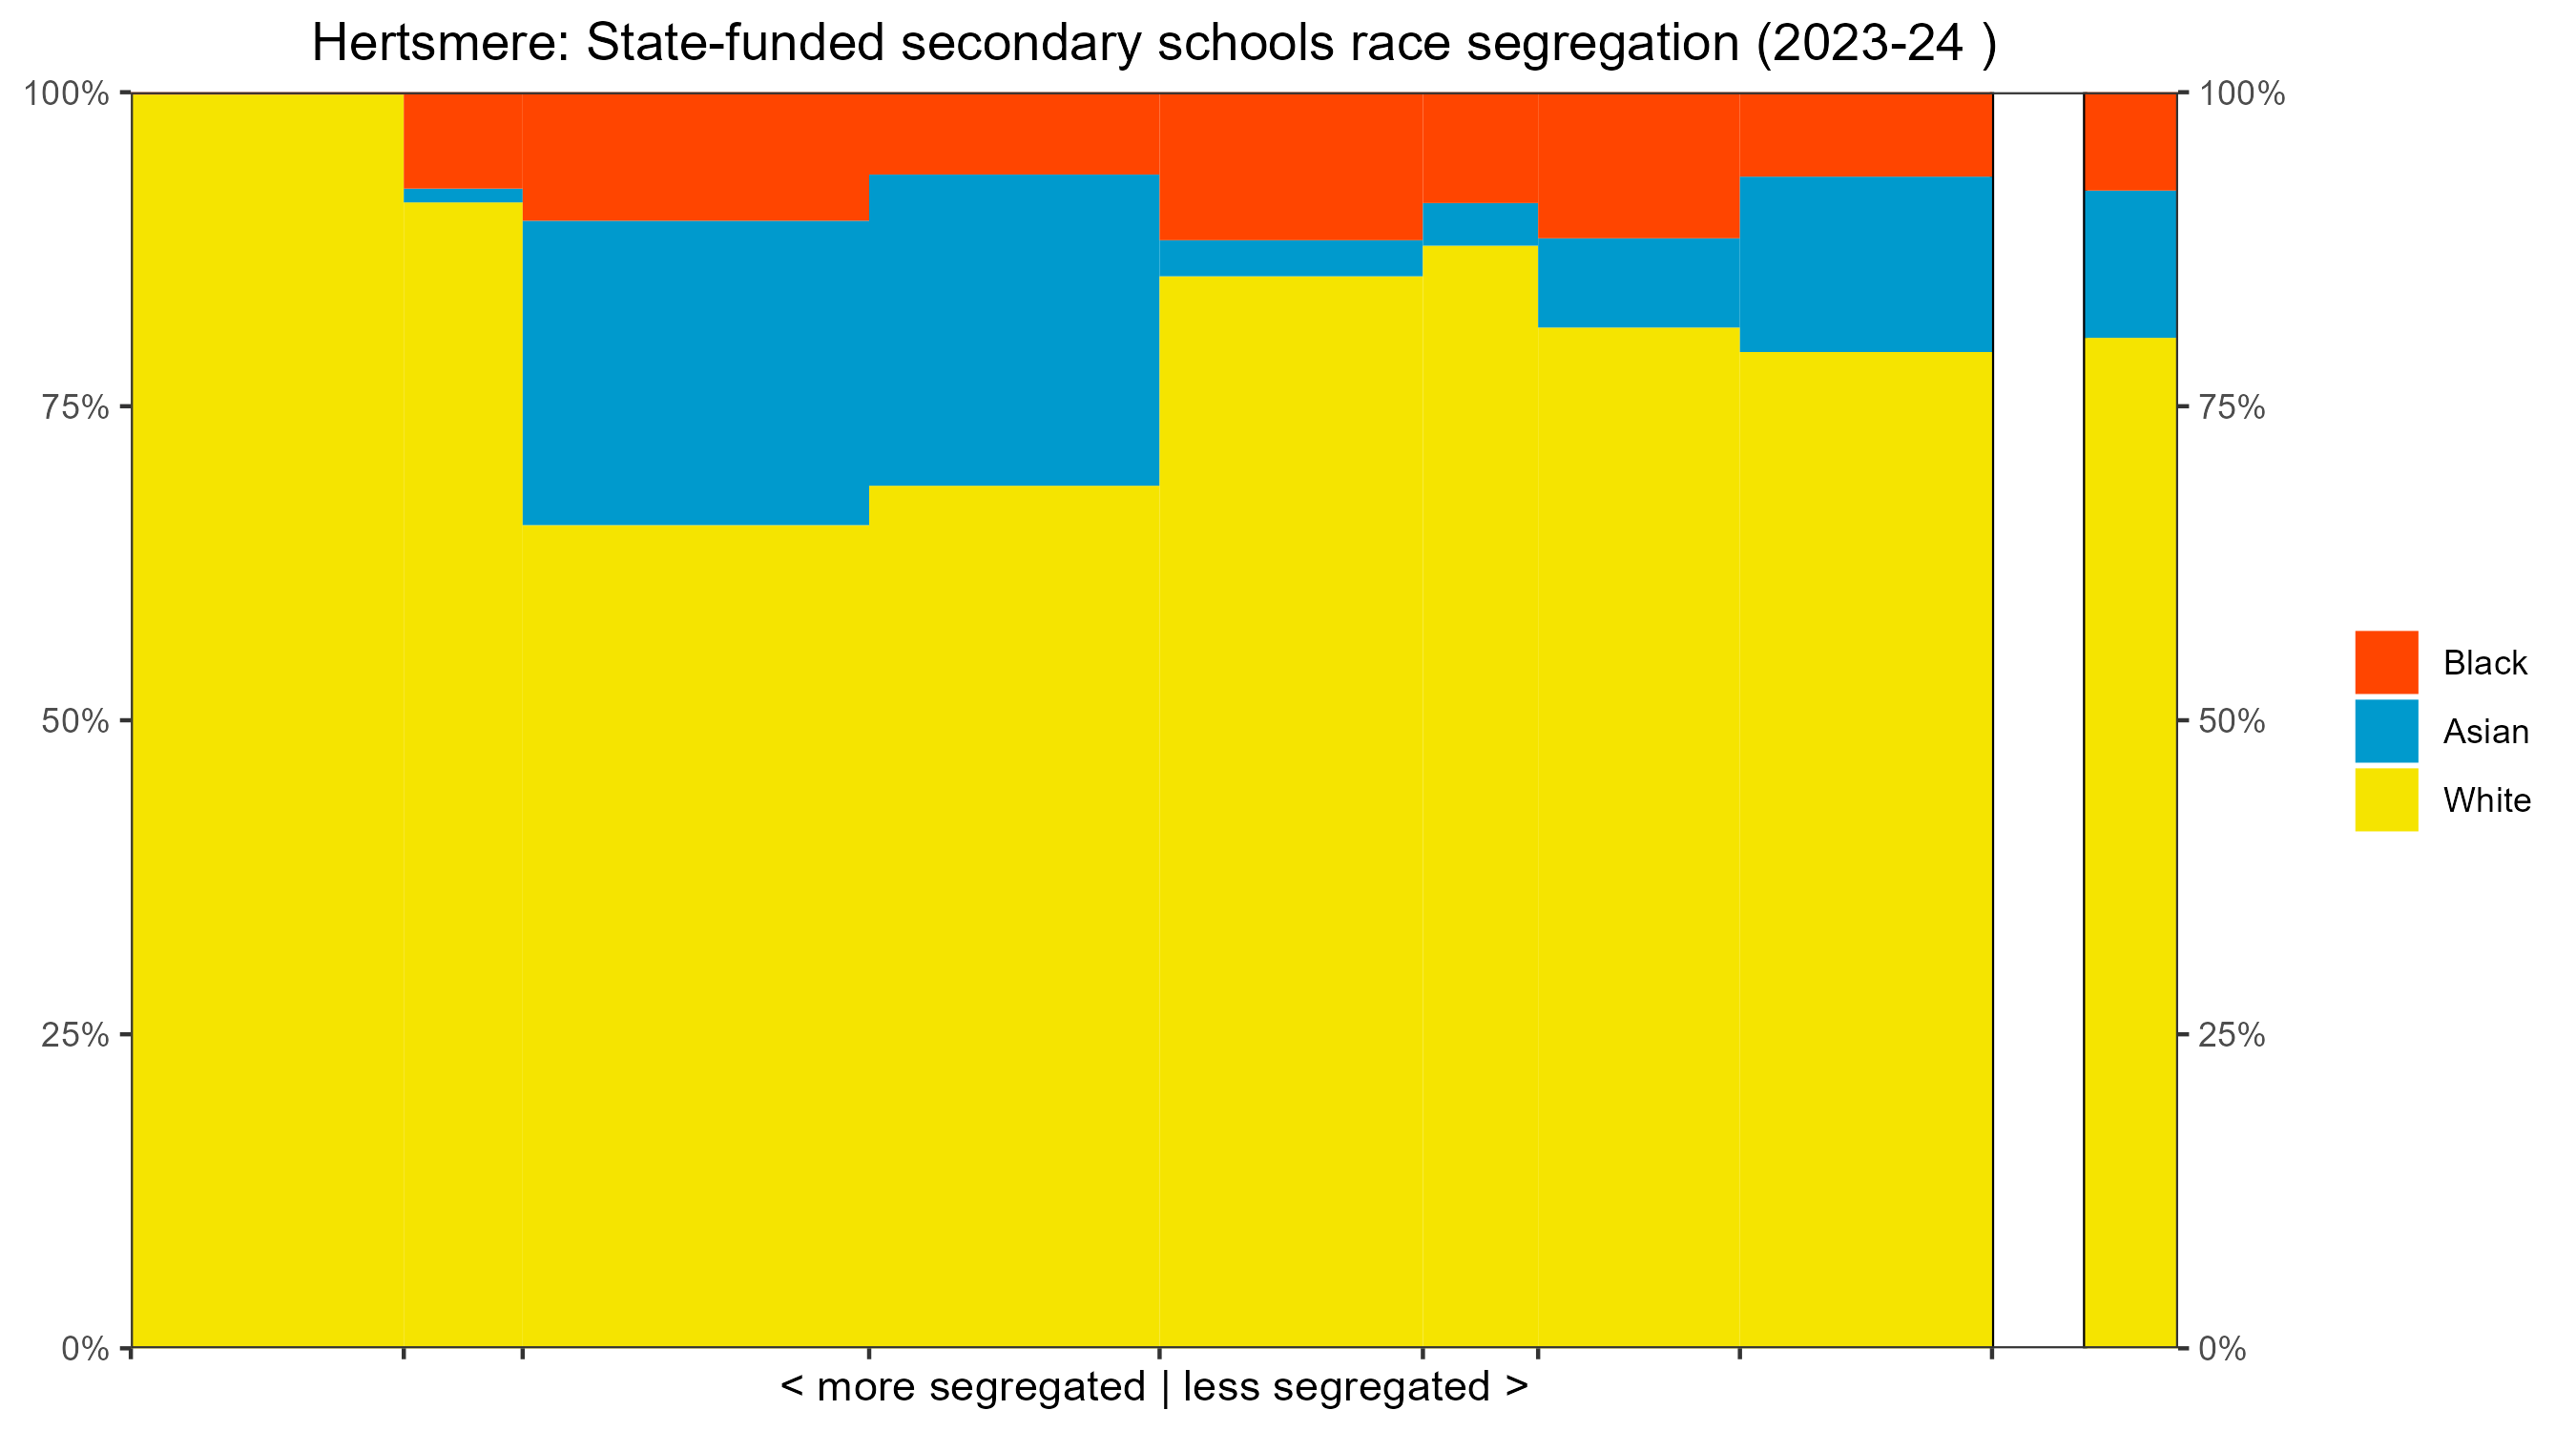 Hertsmere: State-funded secondary schools race segregation (2023-24 )
100%
75%
50%
25%
0%
100%
75%
50%
25%
0%
Black
Asian
White
< more segregated | less segregated >